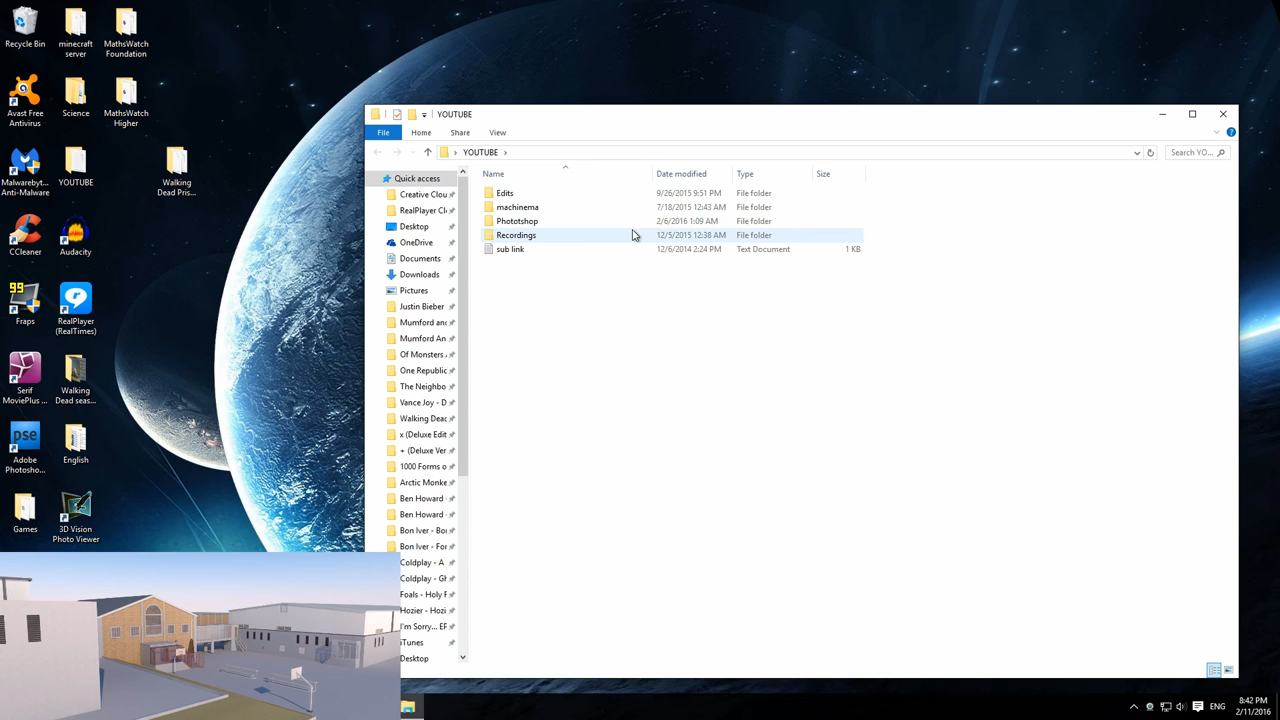 Recycle Bin
minecraft
server
MathsWatch
Foundation
Avast Free
Antivirus
Science
MathsWatch
Higher
Malwarebyt...
Anti-Malware
YOUTUBE
Walking
Dead Pris...
CCleaner
Audacity
99
Fraps
RealPlayer
(RealTimes)
Serif
MoviePlus ...
Walking
Dead seas...
pse
Adobe
Photosho...
English
Games
3D Vision
Photo Viewer
YOUTUBE
File Home Share View
YOUTUBE
Search YO...
Name Date modified Type Size
Edits 9/26/2015 9:51 PM File folder
machinema 7/18/2015 12:43 AM File folder
Phototshop 2/6/2016 1:09 AM File folder
Recordings 12/5/2015 12:38 AM File folder
sub link 12/6/2014 2:24 PM Text Document 1 KB
Quick access
Creative Clou
RealPlayer Cl
Desktop
OneDrive
Documents
Downloads
Pictures
Justin Bieber
Mumford and
Mumford An
Of Monsters
One Republic
The Neighbo
Vance Joy - D
Walking Dead
x (Deluxe Edit
+ (Deluxe Ver
1000 Forms o
Arctic Monke
Ben Howard
Ben Howard
Bon Iver - Bo
Bon Iver - For
Coldplay - A
Coldplay - Gh
Foals - Holy F
Hozier - Hozi
I'm Sorry... EP
iTunes
Desktop
ENG
8:42 PM
2/11/2016